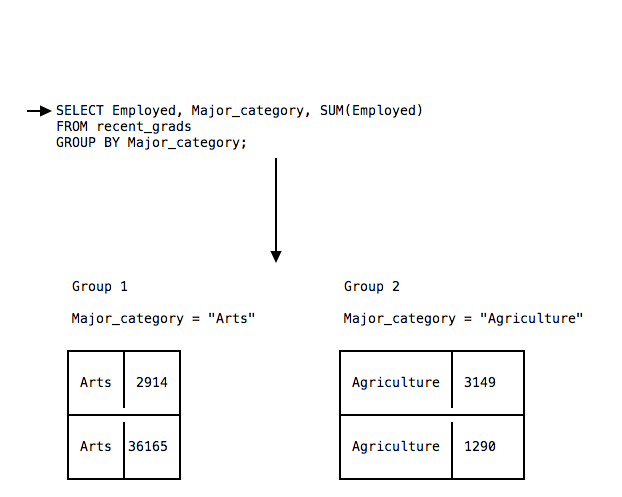 SELECT Employed, Major_category, SUM(Employed)
FROM recent_grads
GROUP BY Major_category;
Group 1
Group 2
Major_category = "Arts"
Major_category = "Agriculture"
Arts 2914
Agriculture 3149
Arts 36165
Agriculture 1290